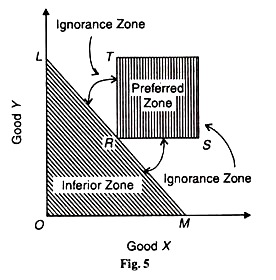 Ignorance Zone
L
T
Preferred
Zone
Good Y
R
S
Inferior Zone
Ignorance Zone
O
M
Good X
Fig. 5